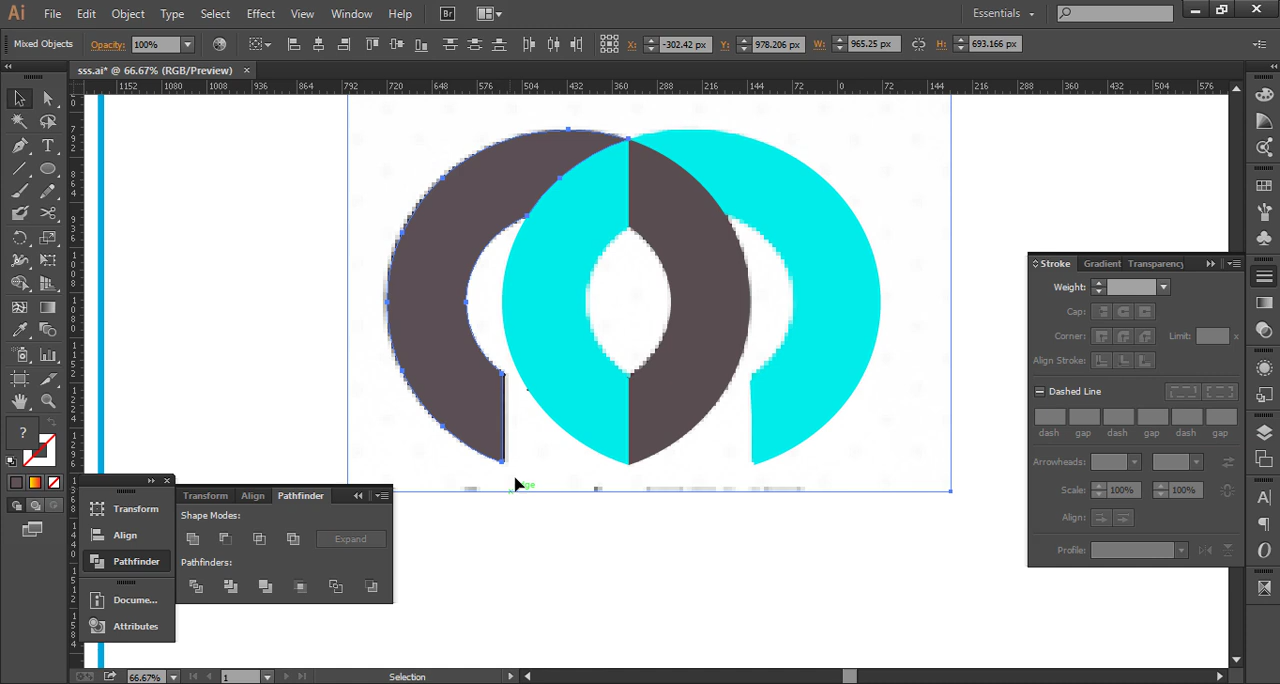 Ai File Edit Object Type Select Effect View Window Help Br Essentials
Mixed Objects Opacity: 100% X: -302.42 px Y: 978.206 px W: 965.25 px H: 693.166 px
sss.ai* @ 66.67% (RGB/Preview) ×
1152 1080 1008 936 864 792 720 648 576 504 432 360 288 216 144 72 0 72 144 216 288 360 432 504 576
Stroke Gradient Transparency
Weight:
Cap:
Corner: Limit: x
Align Stroke:
Dashed Line
dash gap dash gap dash gap
Arrowheads:
Scale: 100% 100%
Align:
Profile:
Transform Align Pathfinder
Shape Modes:
Expand
Pathfinders:
Transform
Align
Pathfinder
Docume...
Attributes
66.67% 1 Selection